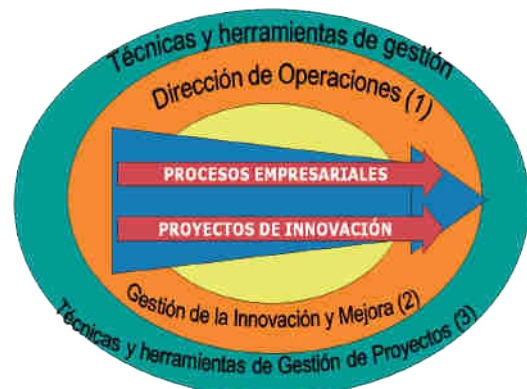 Técnicas y herramientas de gestión
Dirección de Operaciones (1)
PROCESOS EMPRESARIALES
PROYECTOS DE INNOVACIÓN
Gestión de la Innovación y Mejora (2)
Técnicas y herramientas de Gestión de Proyectos (3)